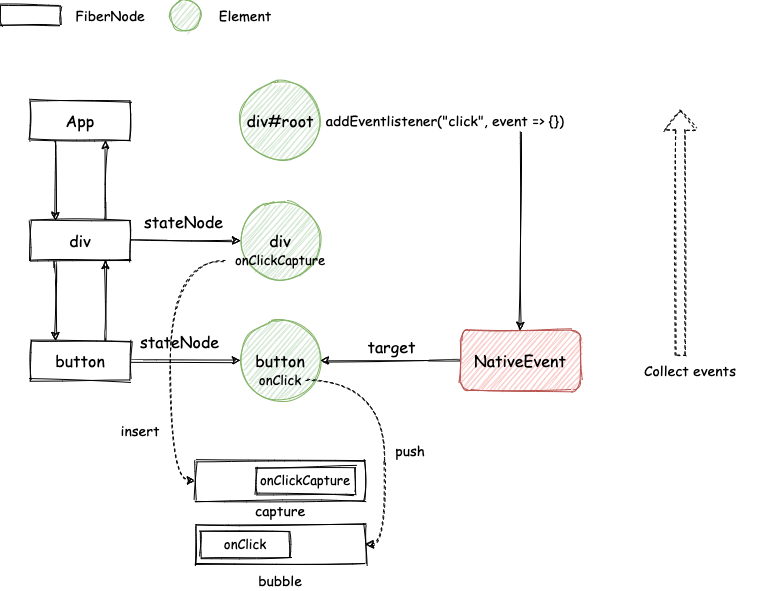 FiberNode
Element
App
div#root
addEventlistener("click", event => {})
stateNode
div
div
onClickCapture
stateNode
button
button
onClick
target
NativeEvent
Collect events
insert
push
onClickCapture
capture
onClick
bubble